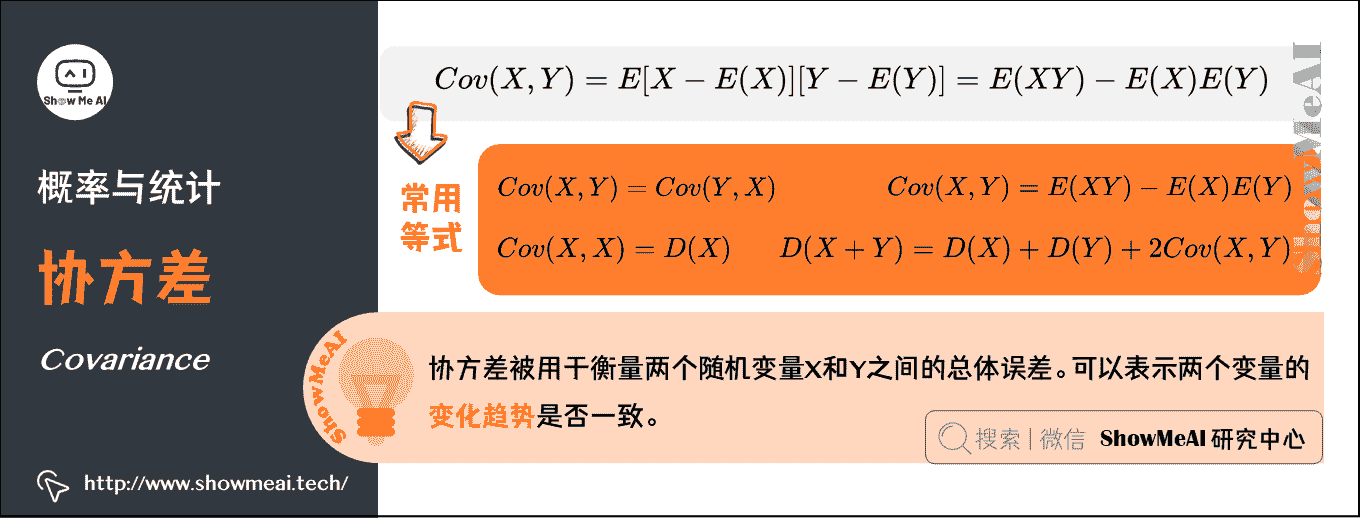 Show Me AI
概率与统计
协方差
Covariance
http://www.showmeai.tech/
Cov(X, Y) = E[X − E(X)][Y − E(Y)] = E(XY) − E(X)E(Y)
常用
等式
Cov(X, Y) = Cov(Y, X)
Cov(X, Y) = E(XY) − E(X)E(Y)
Cov(X, X) = D(X)
D(X + Y) = D(X) + D(Y) + 2Cov(X, Y)
ShowMeAI
ShowMeAI
协方差被用于衡量两个随机变量X和Y之间的总体误差。可以表示两个变量的
变化趋势是否一致。
搜索 | 微信 ShowMeAI 研究中心